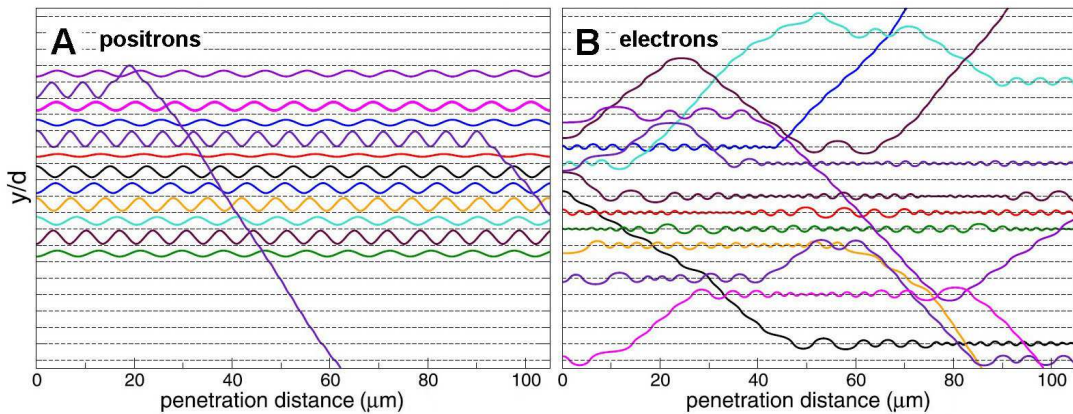 A positrons
B electrons
y/d
0 20 40 60 80 100
0 20 40 60 80 100
penetration distance (μm)
penetration distance (μm)